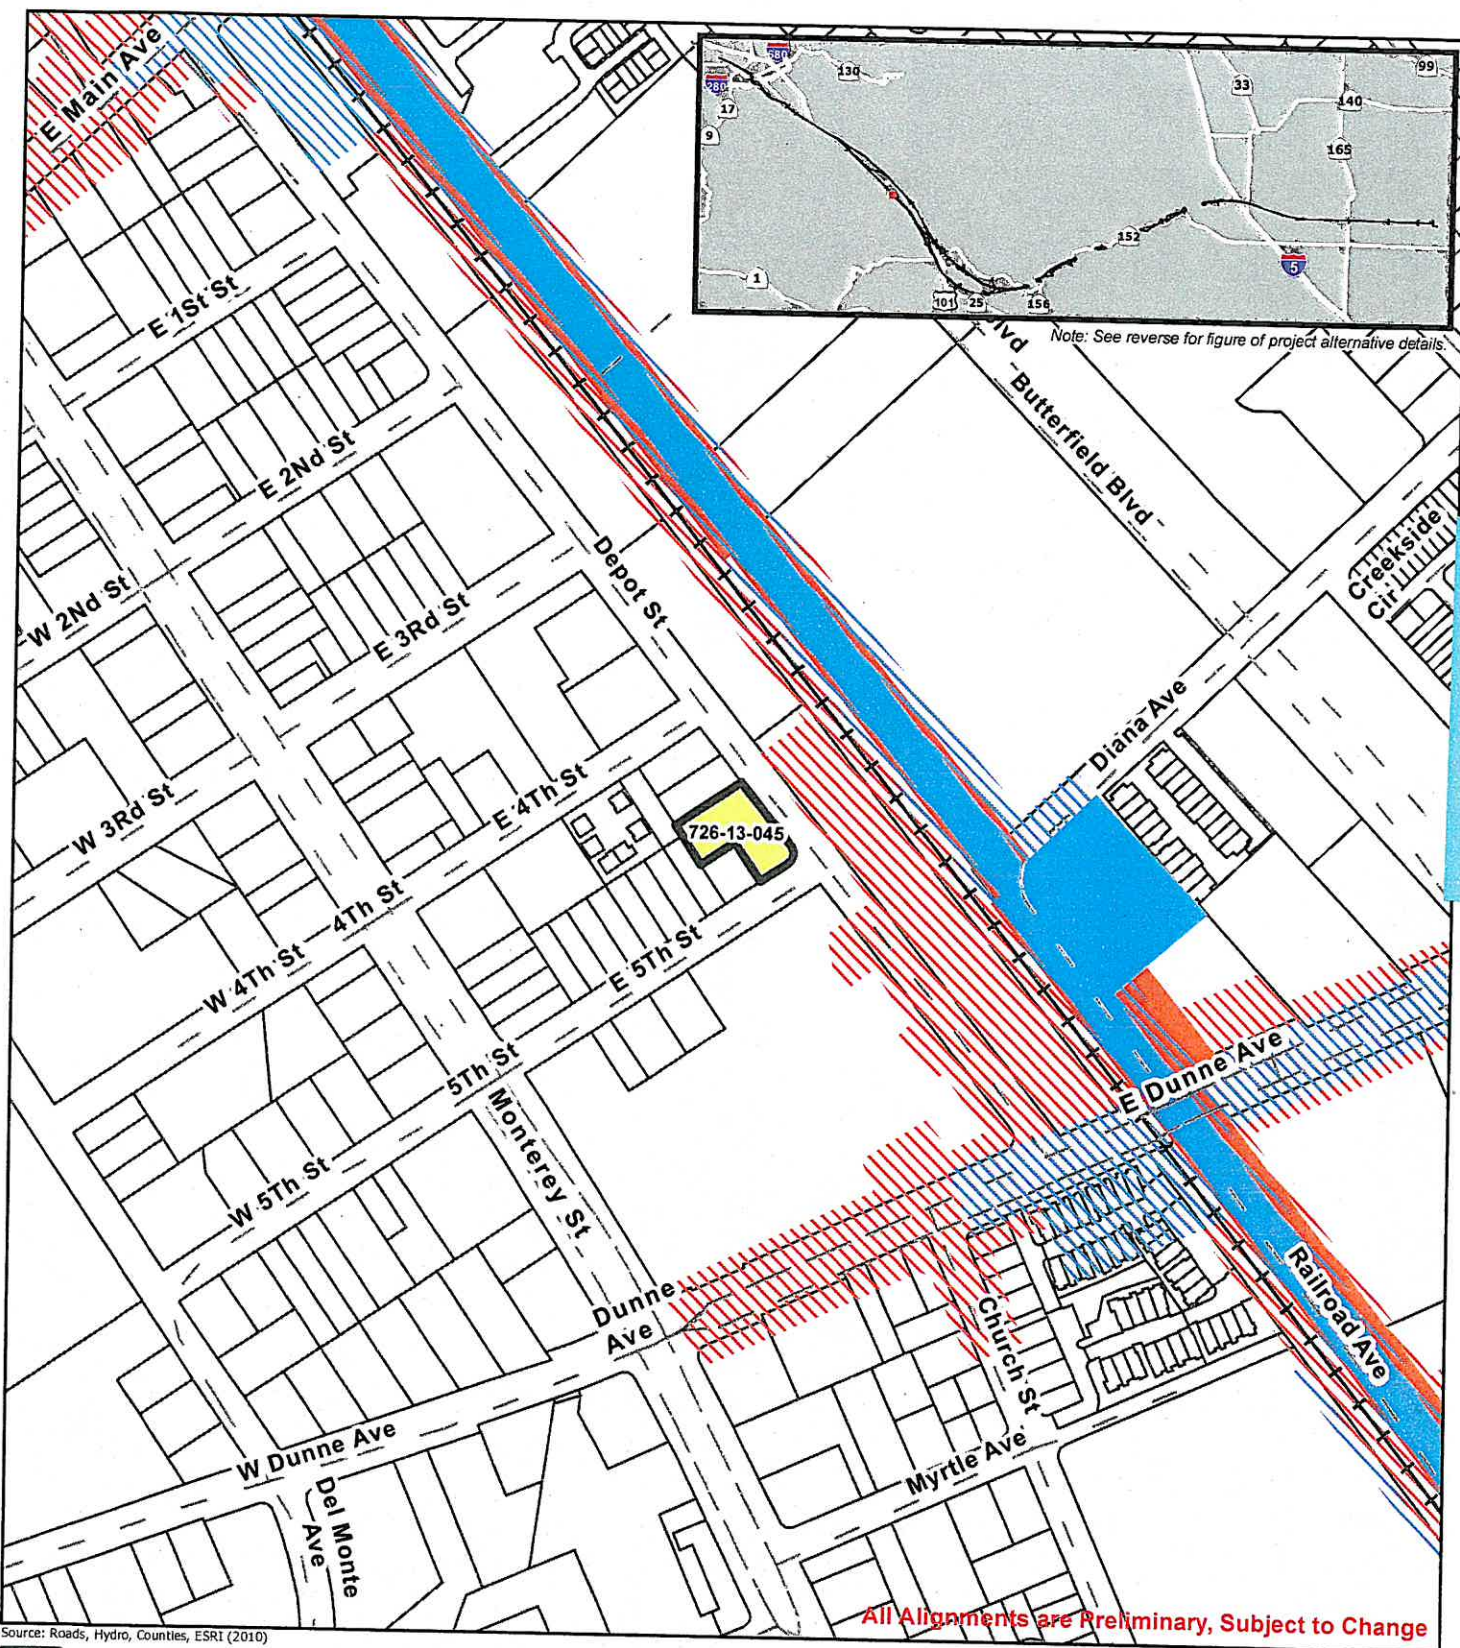 E Main Ave
680
280
130
17
9
33
99
140
165
152
5
1
101
25
156
Note: See reverse for figure of project alternative details.
E 1St St
lvd
Butterfield Blvd
E 2Nd St
Creekside
Cir
Depot St
W 2Nd St
E 3Rd St
Diana Ave
W 3Rd St
E 4Th St
726-13-045
4Th St
W 4Th St
E 5Th St
5Th St
E Dunne Ave
Monterey St
W 5Th St
Dunne
Ave
Railroad Ave
Church St
W Dunne Ave
Myrtle Ave
Del Monte
Ave
All Alignments are Preliminary, Subject to Change
Source: Roads, Hydro, Counties, ESRI (2010)